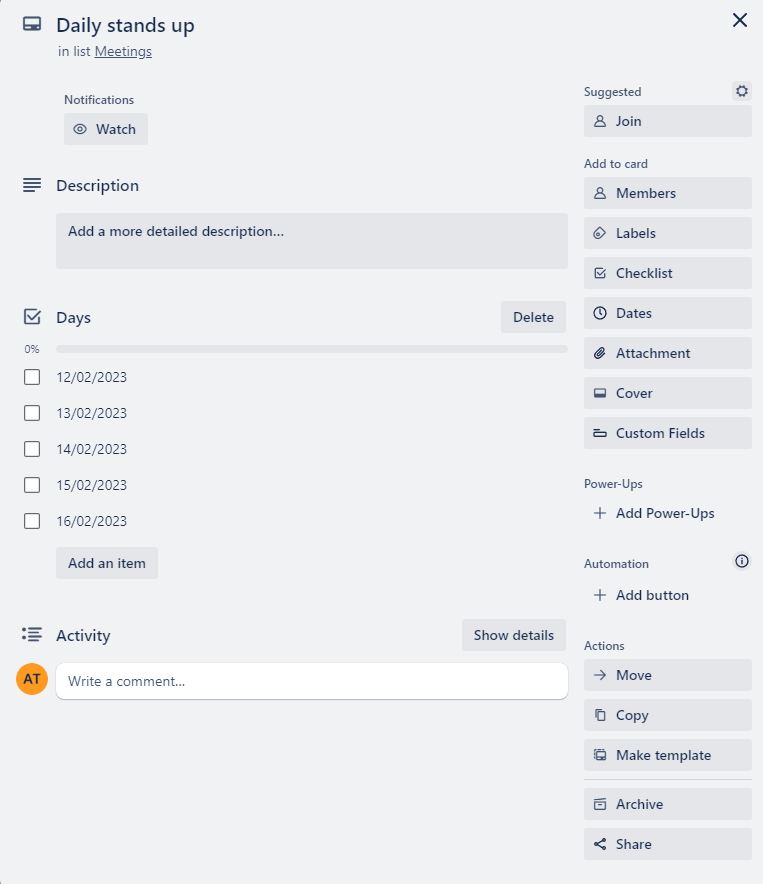 Daily stands up
in list Meetings
Notifications
Watch
Description
Add a more detailed description...
Days
Delete
0%
12/02/2023
13/02/2023
14/02/2023
15/02/2023
16/02/2023
Add an item
Activity
Show details
AT
Write a comment...
Suggested
Join
Add to card
Members
Labels
Checklist
Dates
Attachment
Cover
Custom Fields
Power-Ups
Add Power-Ups
Automation
Add button
Actions
Move
Copy
Make template
Archive
Share